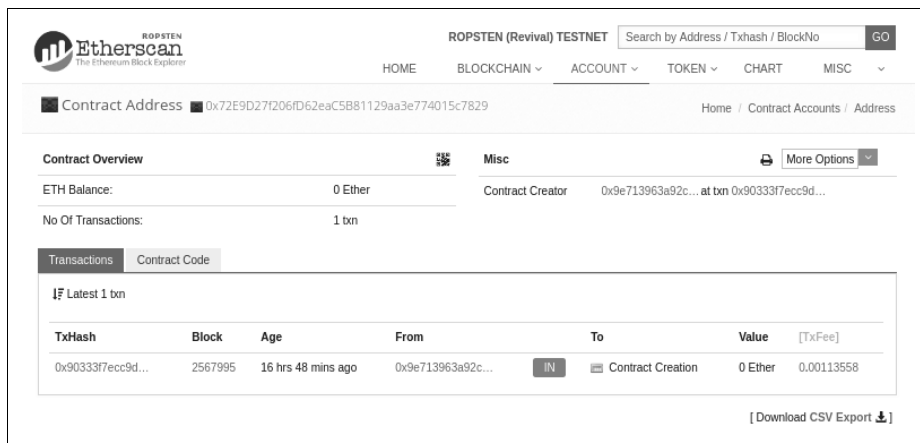 ROPSTEN
Etherscan
The Ethereum Block Explorer
ROPSTEN (Revival) TESTNET
Search by Address / Txhash / BlockNo
GO
HOME BLOCKCHAIN ACCOUNT TOKEN CHART MISC
Contract Address 0x72E9D27f206fD62eaC5B81129aa3e774015c7829
Home / Contract Accounts / Address
Contract Overview
ETH Balance: 0 Ether
No Of Transactions: 1 txn
Misc
More Options
Contract Creator 0x9e713963a92c... at txn 0x90333f7ecc9d...
Transactions Contract Code
Latest 1 txn
TxHash Block Age From To Value [TxFee]
0x90333f7ecc9d... 2567995 16 hrs 48 mins ago 0x9e713963a92c... IN Contract Creation 0 Ether 0.00113558
[ Download CSV Export ]